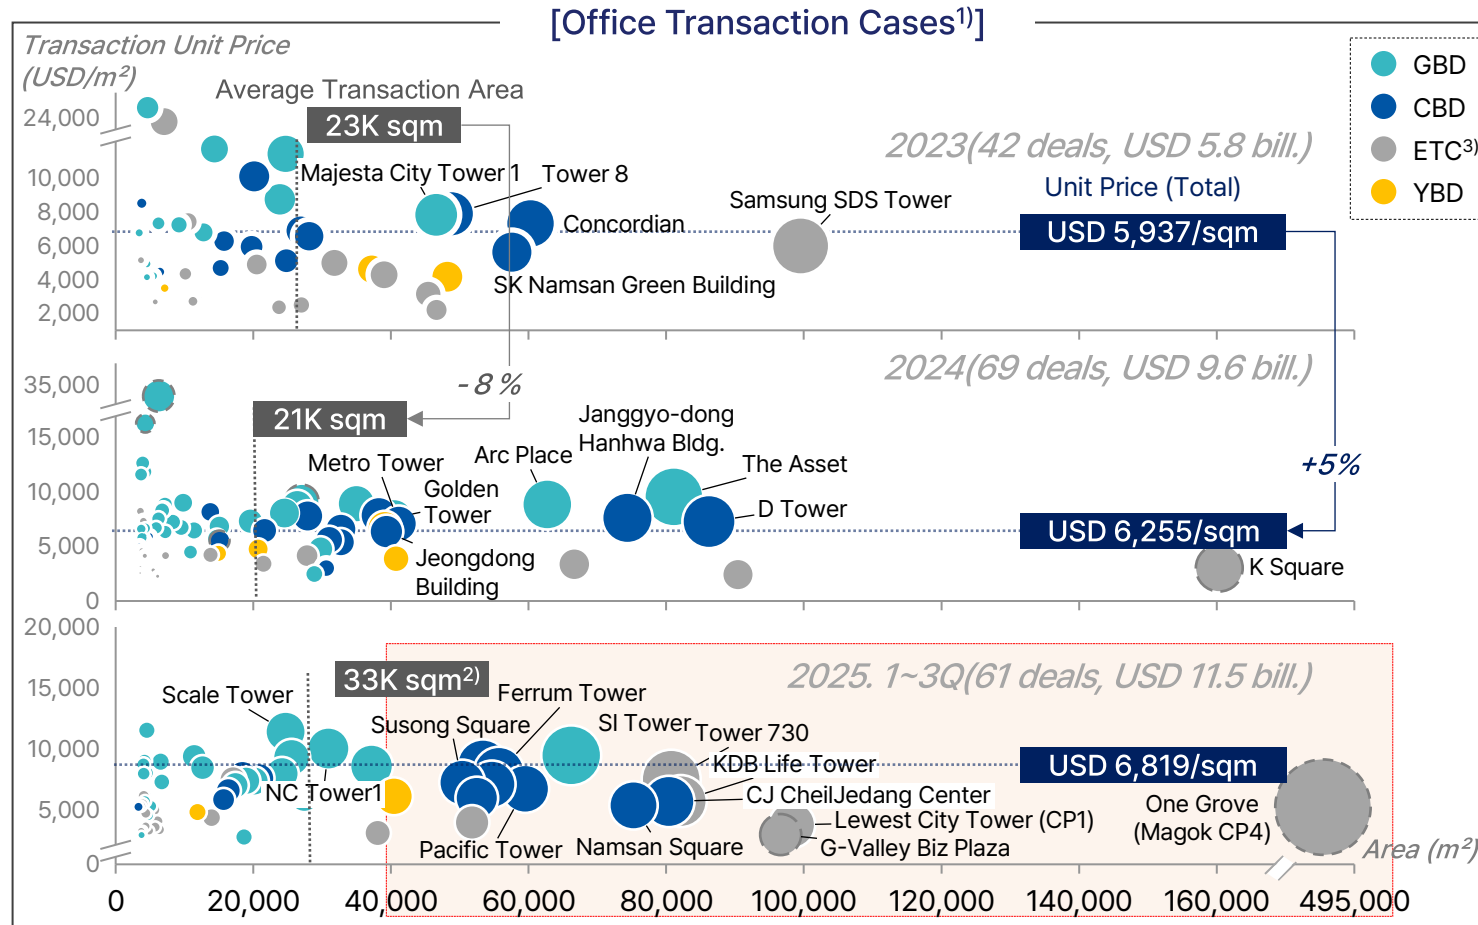 [Office Transaction Cases1)]
Transaction Unit Price
(USD/m²)
GBD
CBD
ETC3)
YBD
Average Transaction Area
23K sqm
2023(42 deals, USD 5.8 bill.)
Unit Price (Total)
USD 5,937/sqm
24,000
10,000
8,000
6,000
4,000
2,000
Majesta City Tower 1
Tower 8
Concordian
SK Namsan Green Building
Samsung SDS Tower
-8%
+5%
2024(69 deals, USD 9.6 bill.)
21K sqm
USD 6,255/sqm
35,000
15,000
10,000
5,000
0
Metro Tower
Golden
Tower
Jeongdong
Building
Arc Place
Janggyo-dong
Hanhwa Bldg.
The Asset
D Tower
K Square
2025. 1~3Q(61 deals, USD 11.5 bill.)
33K sqm2)
USD 6,819/sqm
20,000
15,000
10,000
5,000
0
Scale Tower
NC Tower1
Susong Square
Ferrum Tower
SI Tower
Tower 730
KDB Life Tower
CJ CheilJedang Center
Lewest City Tower (CP1)
G-Valley Biz Plaza
Pacific Tower
Namsan Square
One Grove
(Magok CP4)
Area (m²)
0
20,000
40,000
60,000
80,000
100,000
120,000
140,000
160,000
495,000